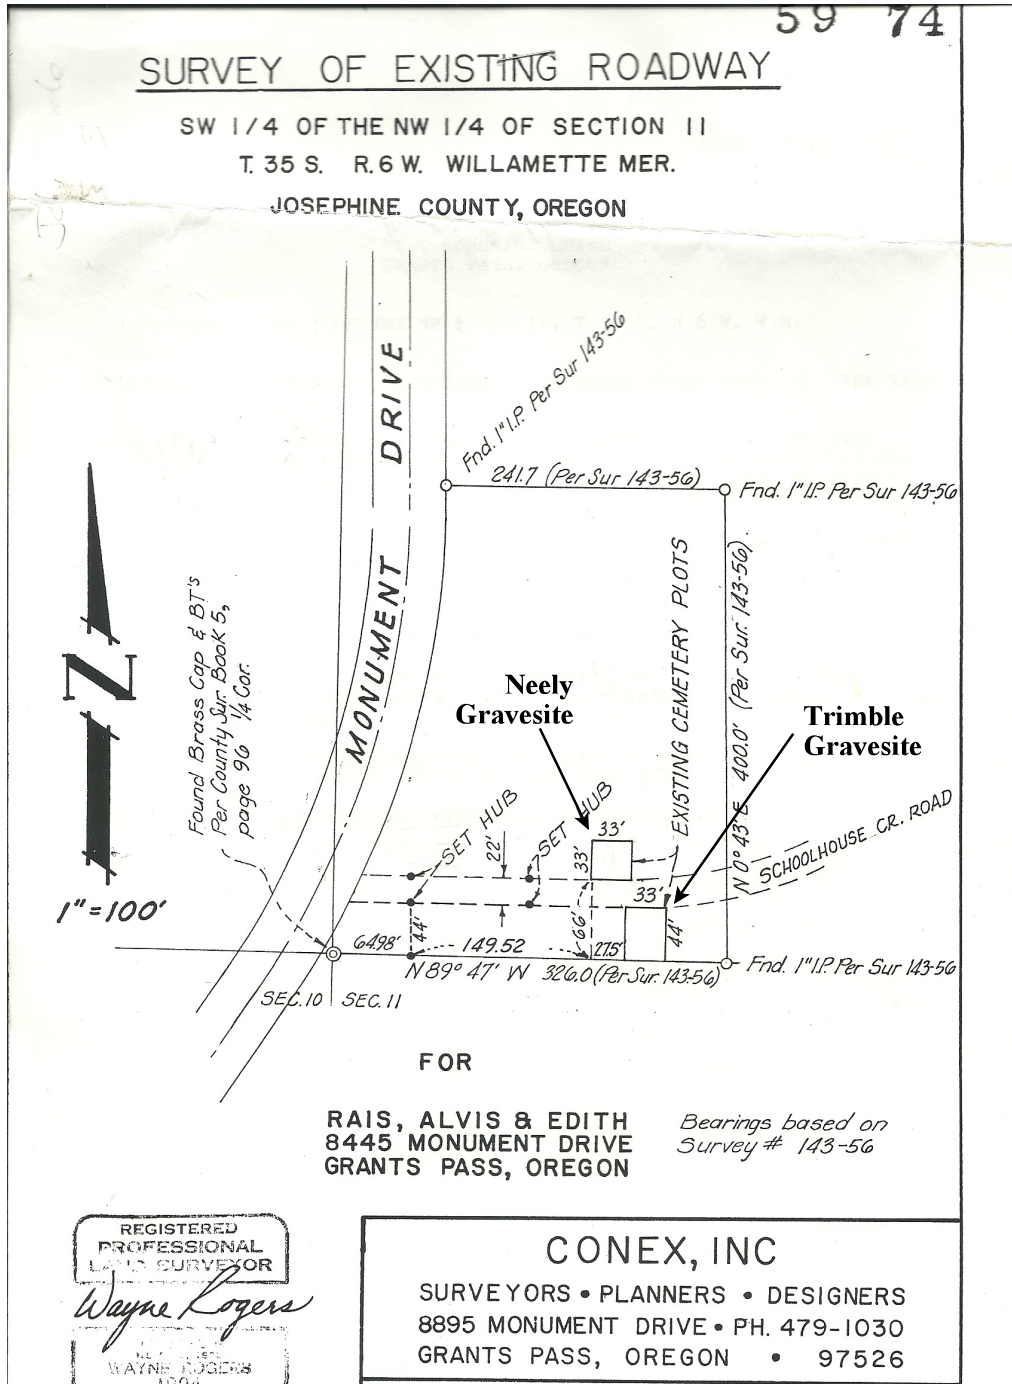 59 74
SURVEY OF EXISTING ROADWAY
SW 1/4 OF THE NW 1/4 OF SECTION 11
T. 35 S. R. 6 W. WILLAMETTE MER.
JOSEPHINE COUNTY, OREGON
MONUMENT DRIVE
Fnd. 1" I.P. Per Sur 143-56
241.7 (Per Sur 143-56)
Fnd. 1" I.P. Per Sur 143-56
N
1"=100'
Found Brass Cap & BT's
Per County Sur. Book 5,
page 96 1/4 Cor.
EXISTING CEMETERY PLOTS
N 0° 43' E 400.0' (Per Sur. 143-56)
Neely
Gravesite
Trimble
Gravesite
SET HUB
22'
SET HUB
33'
33'
SCHOOLHOUSE CR. ROAD
33'
44'
66'
44'
64.98'
149.52
27.5'
N 89° 47' W 326.0 (Per Sur. 143-56)
Fnd. 1" I.P. Per Sur 143-56
SEC. 10 SEC. 11
FOR
RAIS, ALVIS & EDITH
8445 MONUMENT DRIVE
GRANTS PASS, OREGON
Bearings based on
Survey # 143-56
REGISTERED
PROFESSIONAL
LAND SURVEYOR
Wayne Rogers
WAYNE ROGERS
CONEX, INC
SURVEYORS • PLANNERS • DESIGNERS
8895 MONUMENT DRIVE • PH. 479-1030
GRANTS PASS, OREGON • 97526